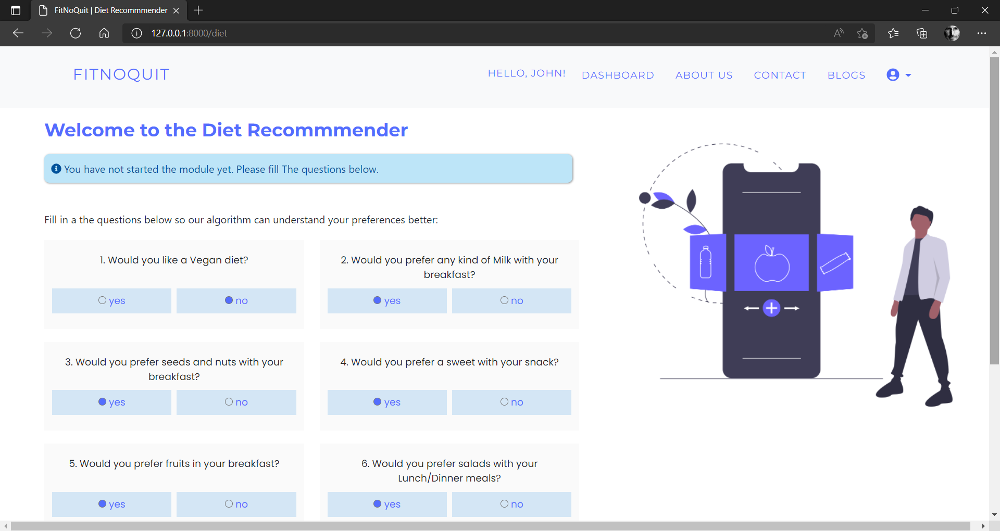 FitNoQuit | Diet Recommmender
127.0.0.1:8000/diet
FITNOQUIT
HELLO, JOHN!
DASHBOARD
ABOUT US
CONTACT
BLOGS
Welcome to the Diet Recommmender
You have not started the module yet. Please fill The questions below.
Fill in a the questions below so our algorithm can understand your preferences better:
1. Would you like a Vegan diet?
yes
no
2. Would you prefer any kind of Milk with your
breakfast?
yes
no
3. Would you prefer seeds and nuts with your
breakfast?
yes
no
4. Would you prefer a sweet with your snack?
yes
no
5. Would you prefer fruits in your breakfast?
yes
no
6. Would you prefer salads with your
Lunch/Dinner meals?
yes
no